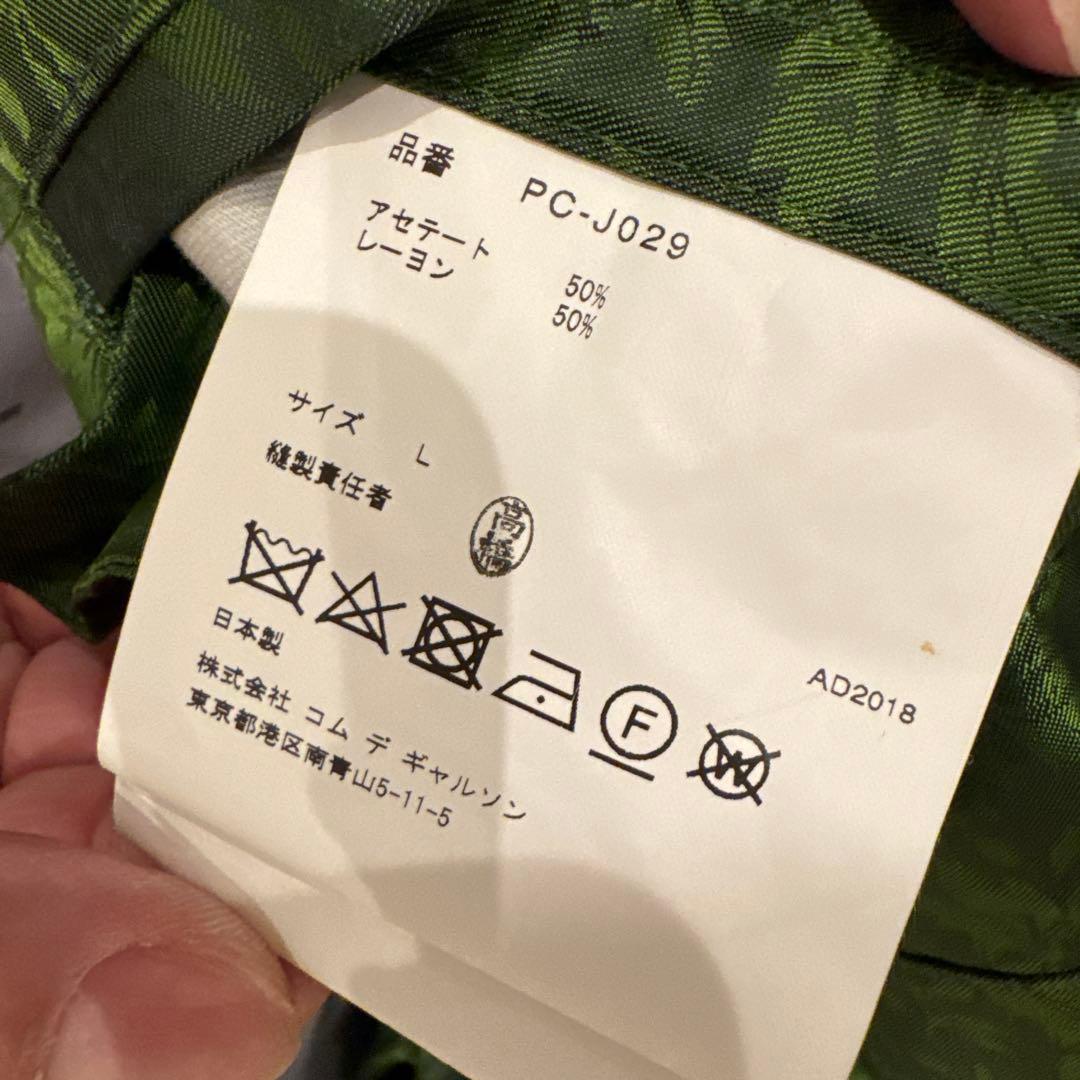 品番 PC-J029
アセテート 50%
レーヨン 50%
サイズ L
縫製責任者 高橋
F W
日本製 AD2018
株式会社 コム デ ギャルソン
東京都港区南青山5-11-5